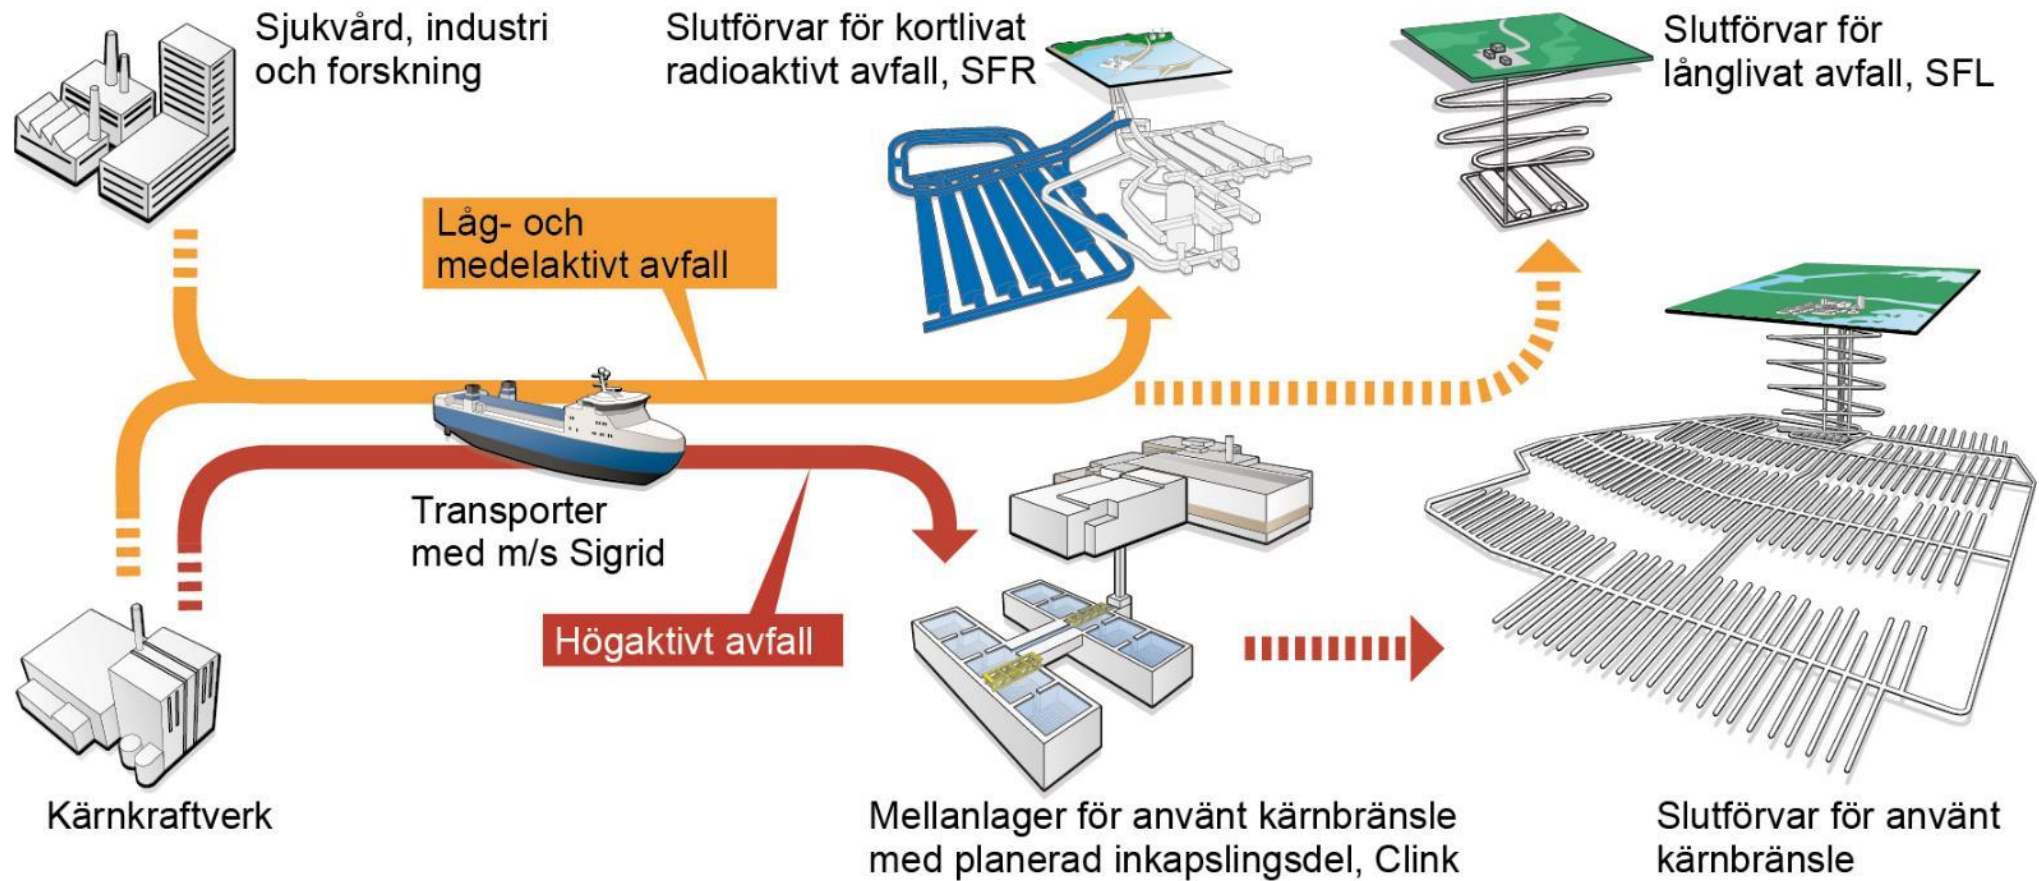 Sjukvård, industri
och forskning
Slutförvar för kortlivat
radioaktivt avfall, SFR
Slutförvar för
långlivat avfall, SFL
Låg- och
medelaktivt avfall
Transporter
med m/s Sigrid
Högaktivt avfall
Kärnkraftverk
Mellanlager för använt kärnbränsle
med planerad inkapslingsdel, Clink
Slutförvar för använt
kärnbränsle